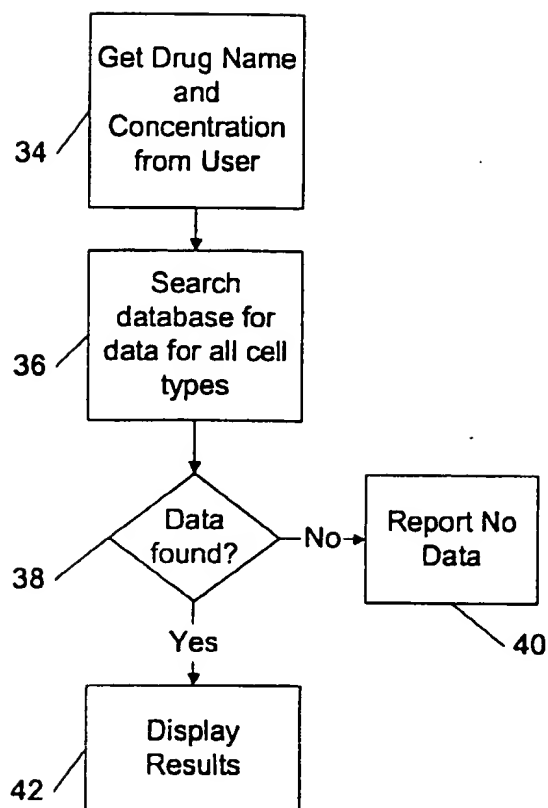 Get Drug Name
and
Concentration
from User
34
Search
database for
data for all cell
types
36
Data
found?
38
No
Report No
Data
40
Yes
Display
Results
42